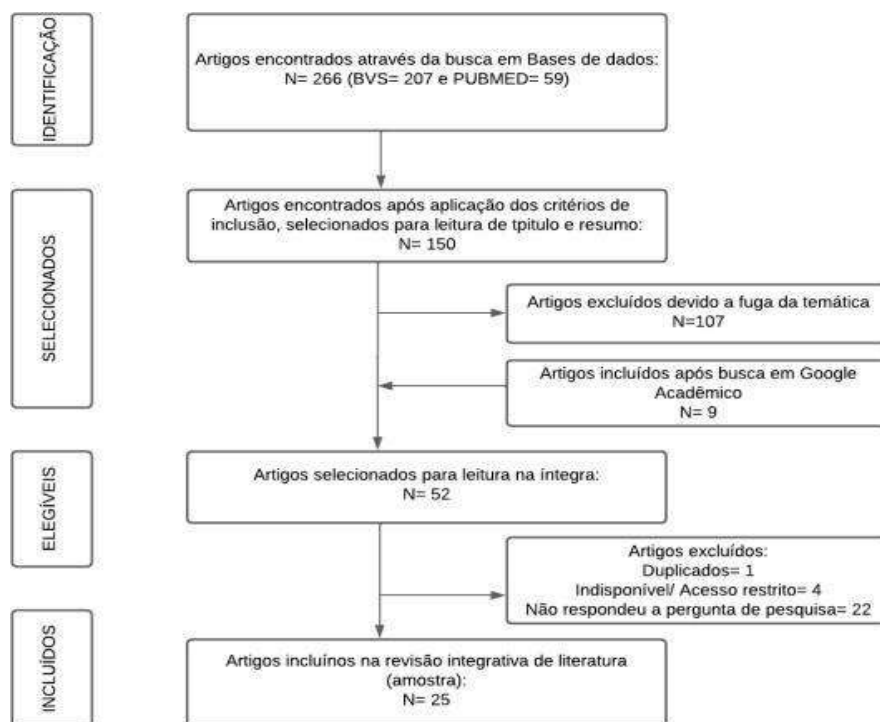 IDENTIFICAÇÃO
Artigos encontrados através da busca em Bases de dados:
N= 266 (BVS= 207 e PUBMED= 59)
SELECIONADOS
Artigos encontrados após aplicação dos critérios de
inclusão, selecionados para leitura de tpitulo e resumo:
N= 150
Artigos excluídos devido a fuga da temática
N=107
Artigos incluídos após busca em Google
Acadêmico
N= 9
ELEGÍVEIS
Artigos selecionados para leitura na íntegra:
N= 52
Artigos excluídos:
Duplicados= 1
Indisponível/ Acesso restrito= 4
Não respondeu a pergunta de pesquisa= 22
INCLUÍDOS
Artigos incluínos na revisão integrativa de literatura
(amostra):
N= 25